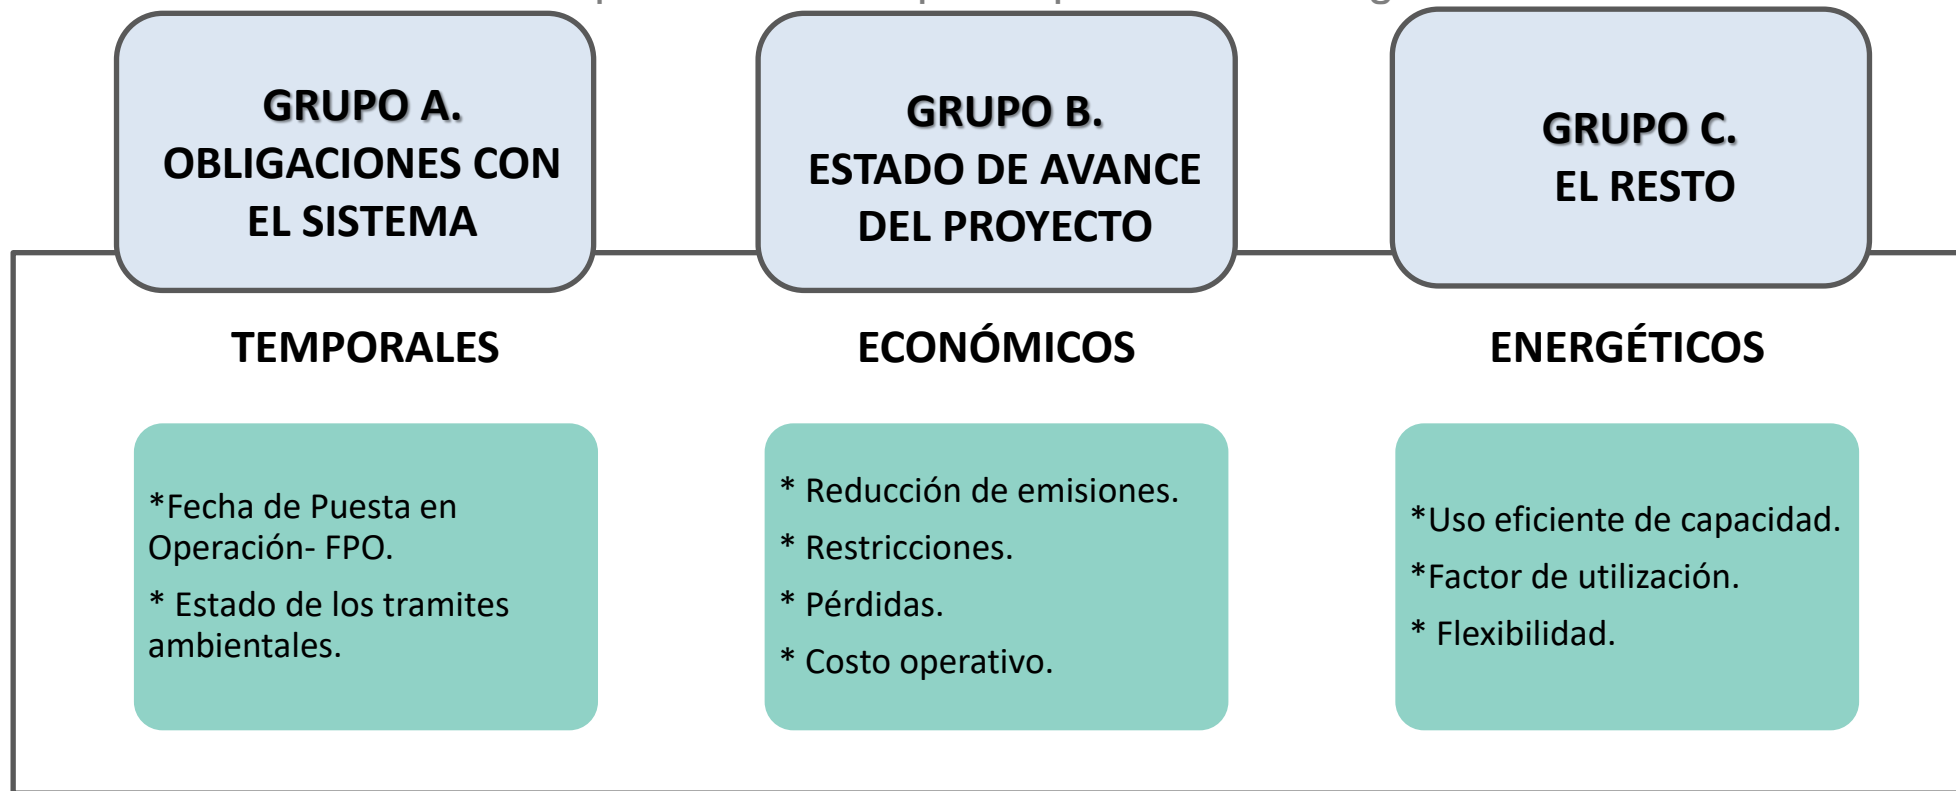 GRUPO A.
OBLIGACIONES CON
EL SISTEMA
GRUPO B.
ESTADO DE AVANCE
DEL PROYECTO
GRUPO C.
EL RESTO
TEMPORALES
ECONÓMICOS
ENERGÉTICOS
*Fecha de Puesta en
Operación- FPO.
* Estado de los tramites
ambientales.
* Reducción de emisiones.
* Restricciones.
* Pérdidas.
* Costo operativo.
*Uso eficiente de capacidad.
*Factor de utilización.
* Flexibilidad.